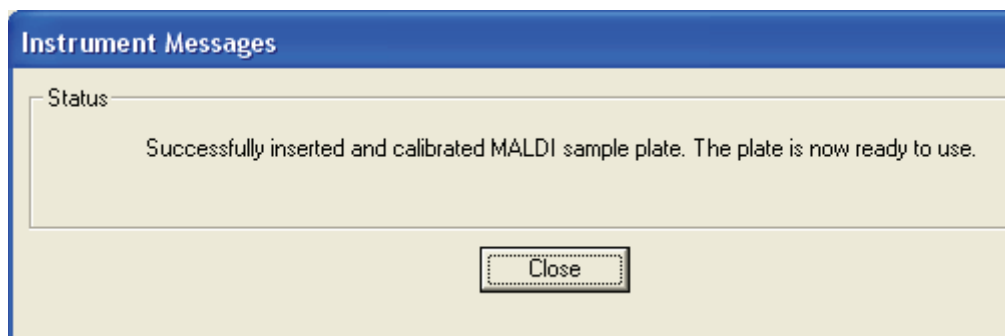 Instrument Messages
Status
Successfully inserted and calibrated MALDI sample plate. The plate is now ready to use.
Close